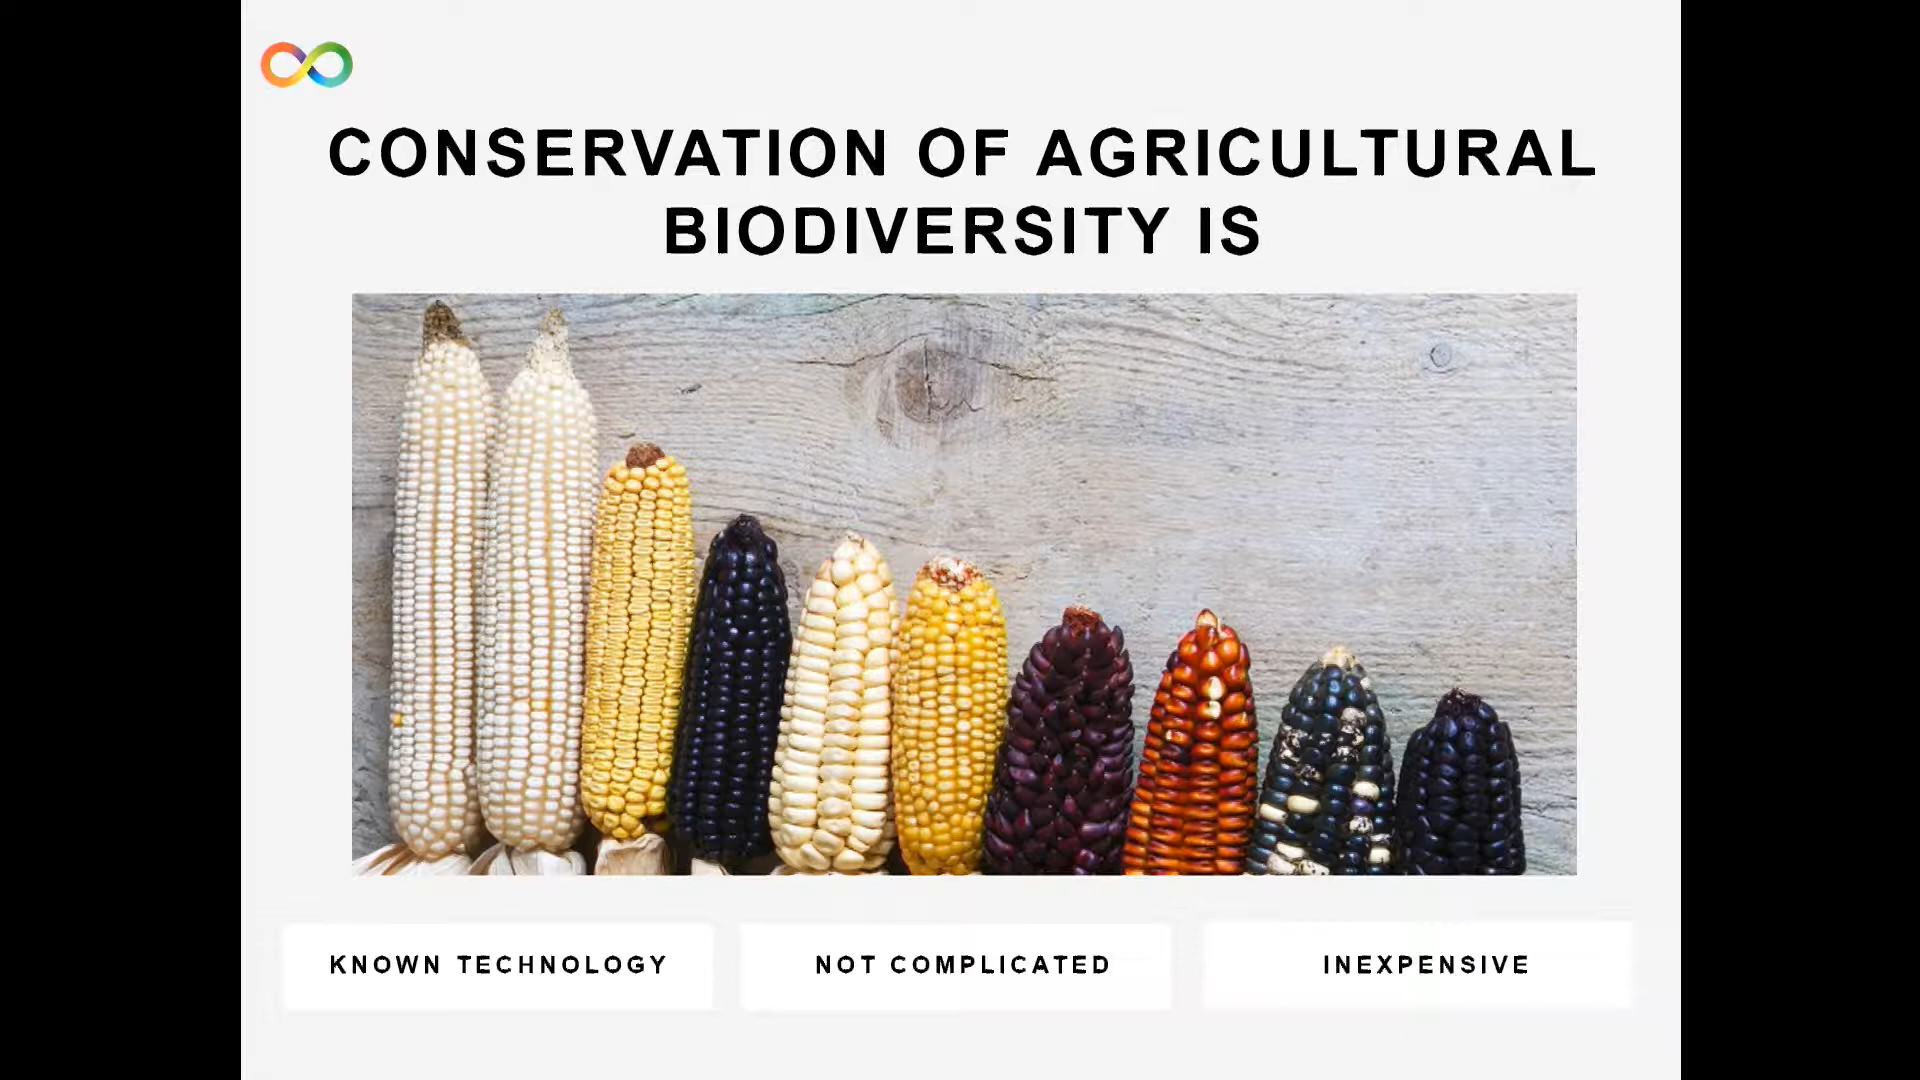 CONSERVATION OF AGRICULTURAL
BIODIVERSITY IS
KNOWN TECHNOLOGY
NOT COMPLICATED
INEXPENSIVE